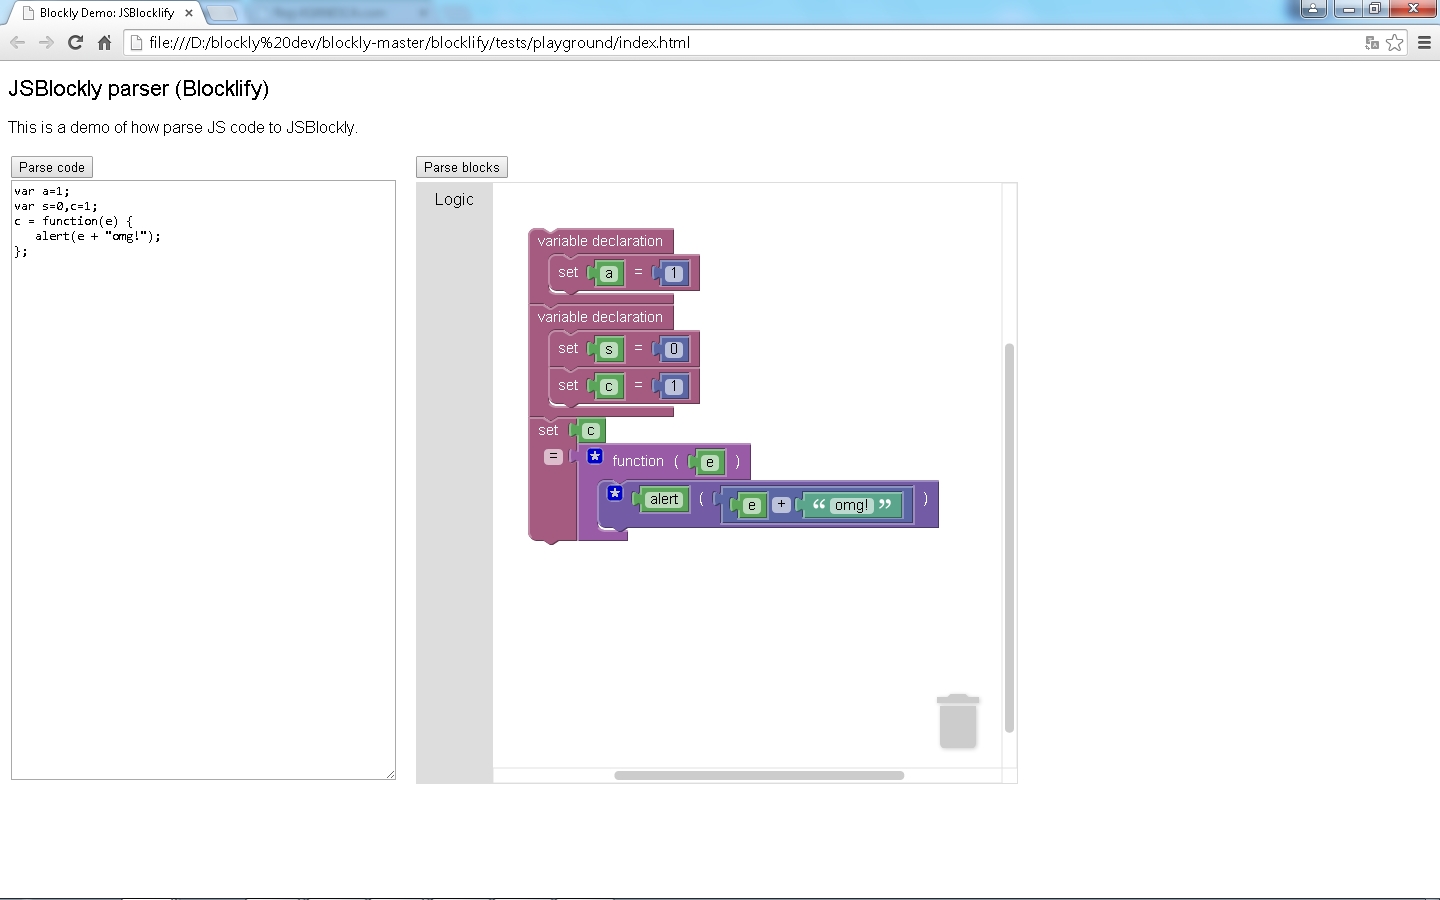 Blockly Demo: JSBlocklify
file:///D:/blockly%20dev/blockly-master/blocklify/tests/playground/index.html
JSBlockly parser (Blocklify)
This is a demo of how parse JS code to JSBlockly.
Parse code
var a=1;
var s=0,c=1;
c = function(e) {
   alert(e + "omg!");
};
Parse blocks
Logic
variable declaration
set a = 1
variable declaration
set s = 0
set c = 1
set c
= function ( e )
alert ( e + “ omg! ” )